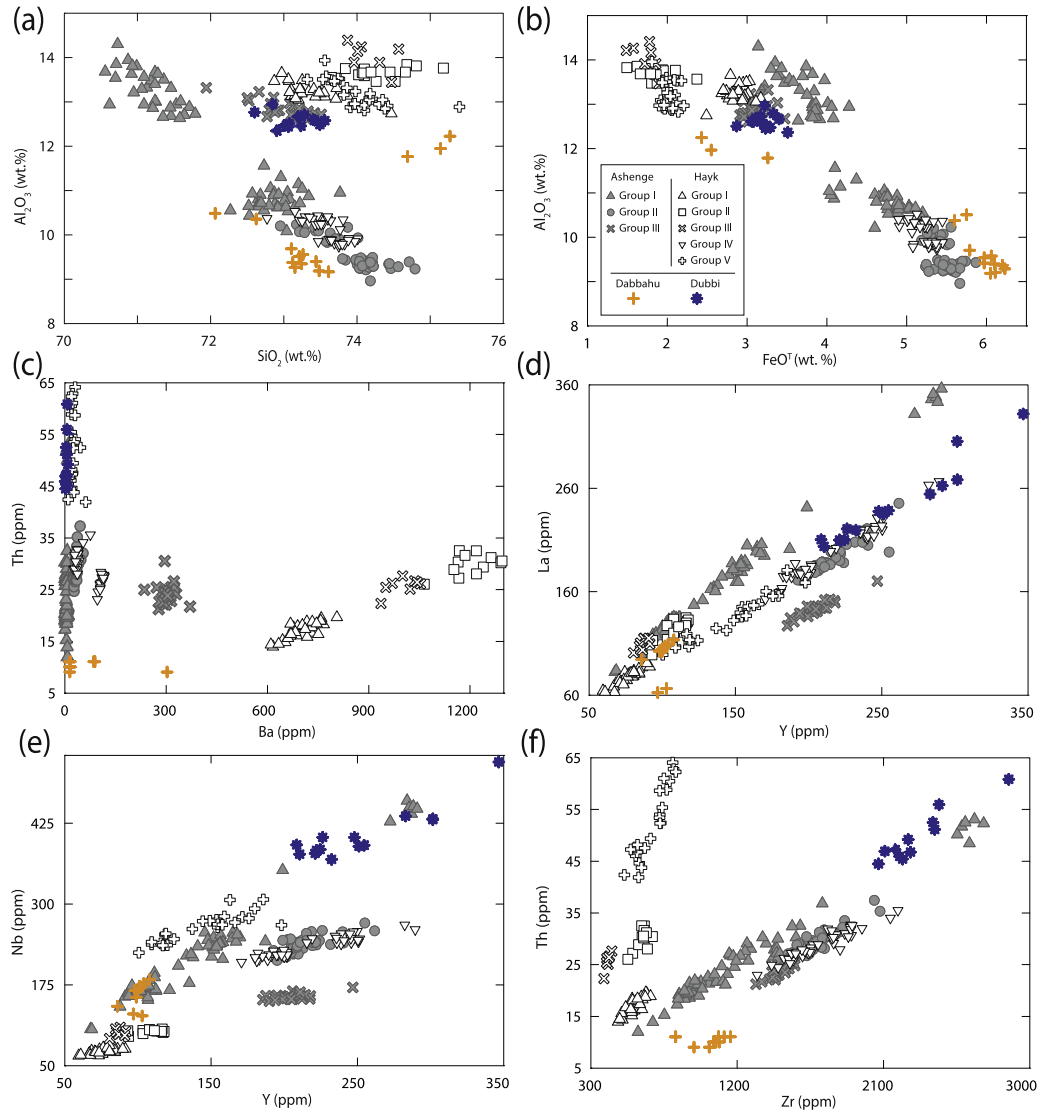 (a)
14
12
10
8
Al2O3 (wt.%)
70 72 74 76
SiO2 (wt.%)
(b)
14
12
10
8
Al2O3 (wt.%)
Ashenge Hayk
Group I Group I
Group II Group II
Group III Group III
Group IV
Group V
Dabbahu Dubbi
1 2 3 4 5 6
FeOT (wt. %)
(c)
65
55
45
35
25
15
5
Th (ppm)
0 300 600 900 1200
Ba (ppm)
(d)
360
260
160
60
La (ppm)
50 150 250 350
Y (ppm)
(e)
425
300
175
50
Nb (ppm)
50 150 250 350
Y (ppm)
(f)
65
55
45
35
25
15
5
Th (ppm)
300 1200 2100 3000
Zr (ppm)